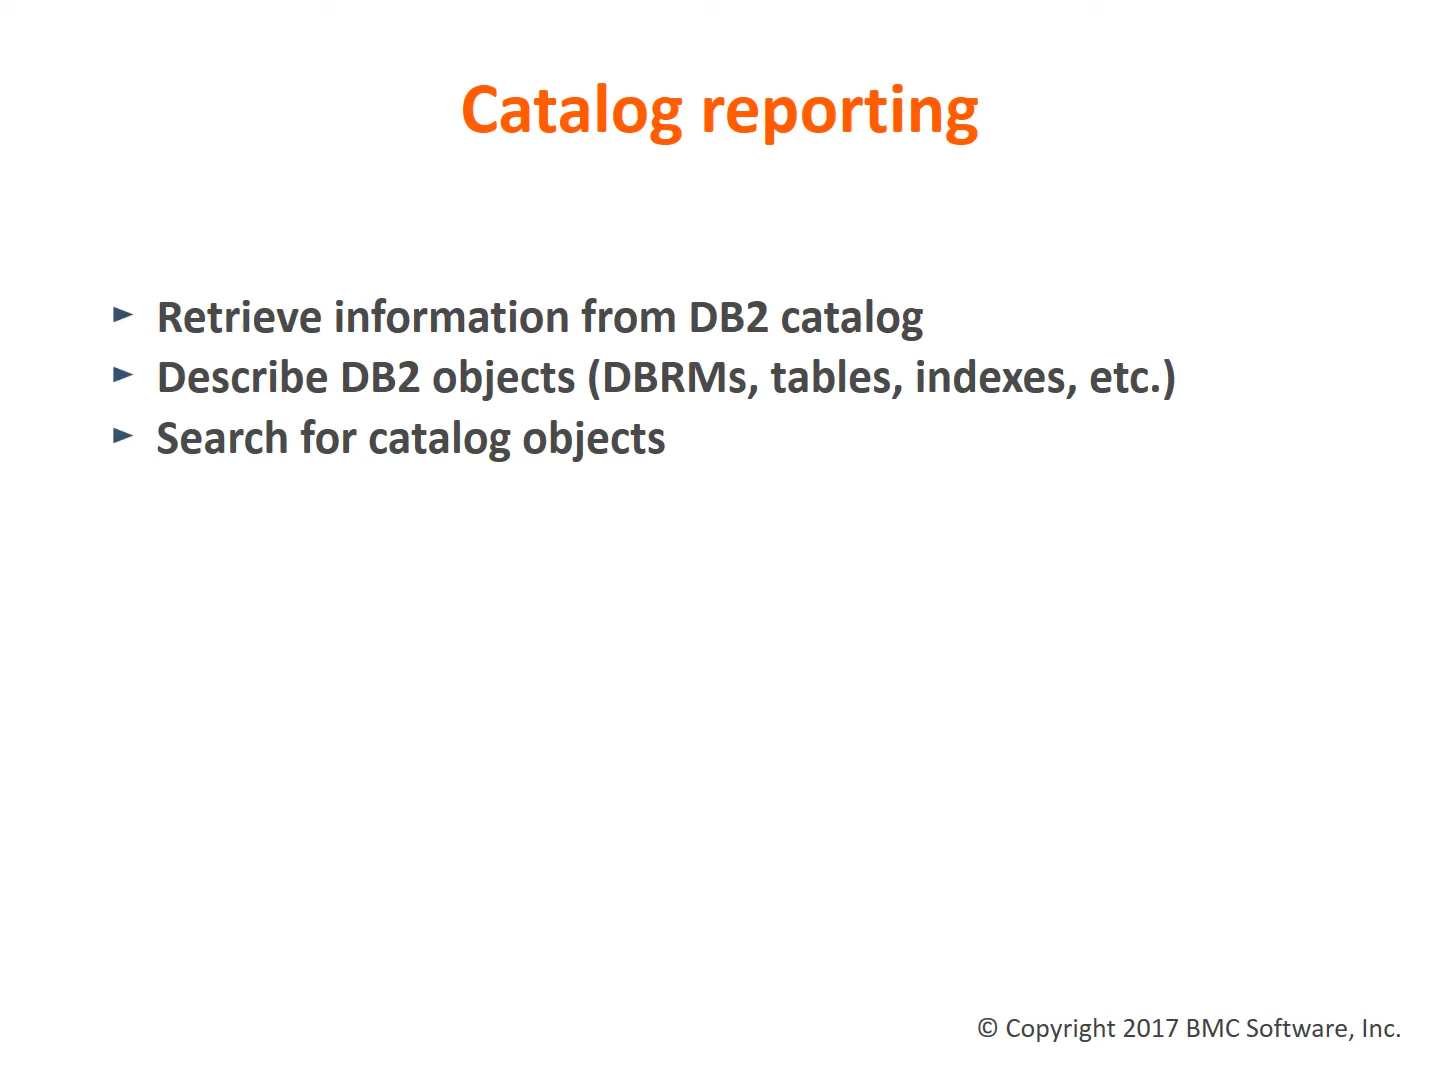 Catalog reporting
► Retrieve information from DB2 catalog
► Describe DB2 objects (DBRMs, tables, indexes, etc.)
► Search for catalog objects
© Copyright 2017 BMC Software, Inc.